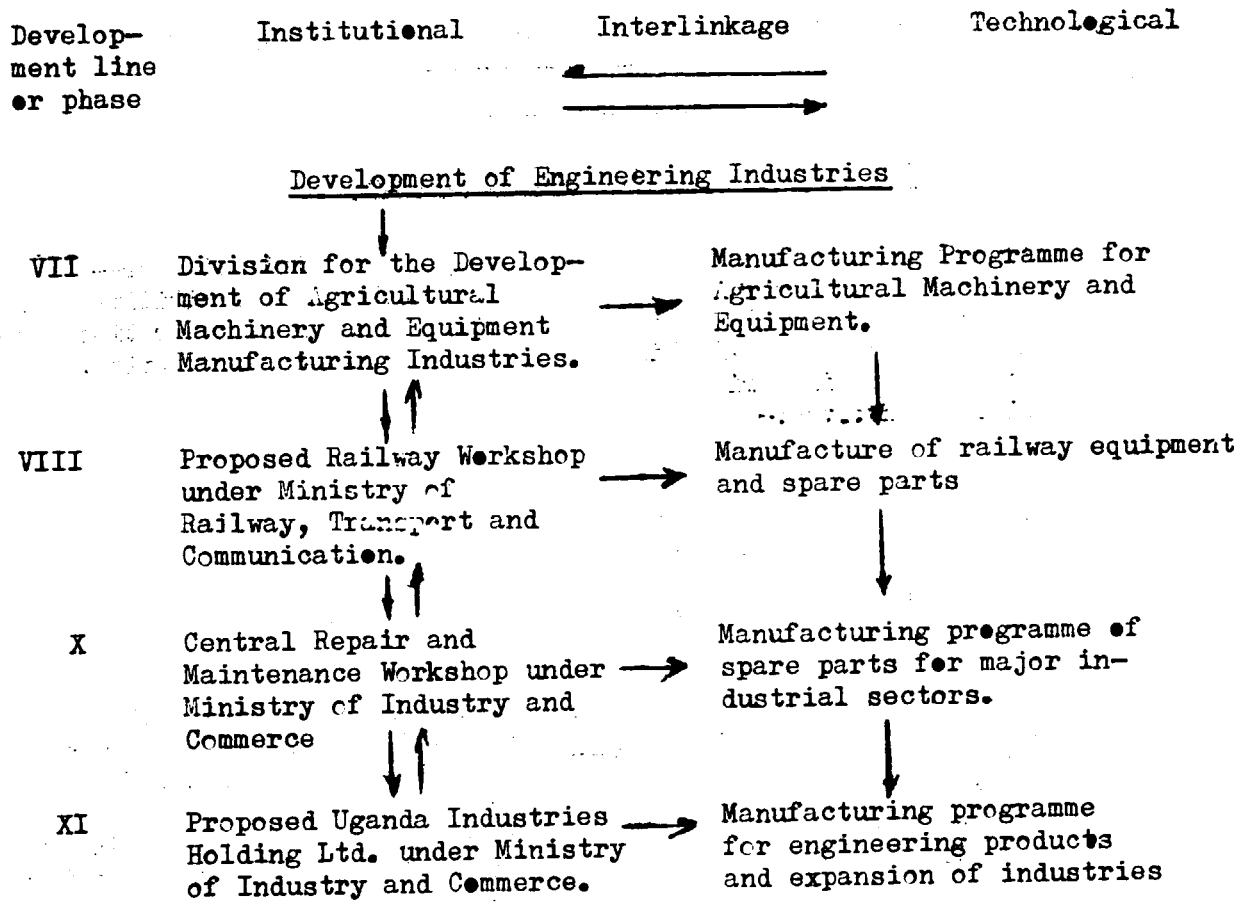 Develop- Institutional Interlinkage Technological
ment line
or phase
Development of Engineering Industries
VII Division for the Develop-
ment of Agricultural
Machinery and Equipment
Manufacturing Industries.
Manufacturing Programme for
Agricultural Machinery and
Equipment.
VIII Proposed Railway Workshop
under Ministry of
Railway, Transport and
Communication.
Manufacture of railway equipment
and spare parts
X Central Repair and
Maintenance Workshop under
Ministry of Industry and
Commerce
Manufacturing programme of
spare parts for major in-
dustrial sectors.
XI Proposed Uganda Industries
Holding Ltd. under Ministry
of Industry and Commerce.
Manufacturing programme
for engineering products
and expansion of industries